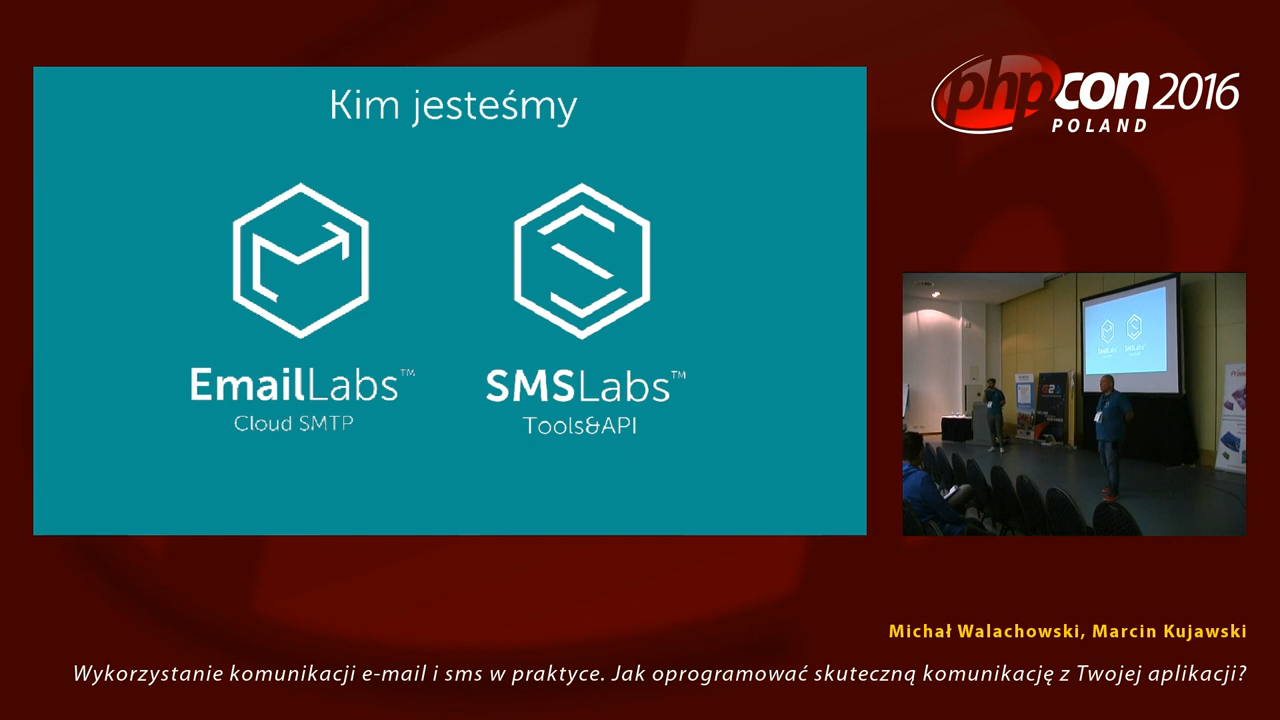 Kim jesteśmy
EmailLabs™
Cloud SMTP
SMSLabs™
Tools&API
phpcon 2016
POLAND
Michał Walachowski, Marcin Kujawski
Wykorzystanie komunikacji e-mail i sms w praktyce. Jak oprogramować skuteczną komunikację z Twojej aplikacji?